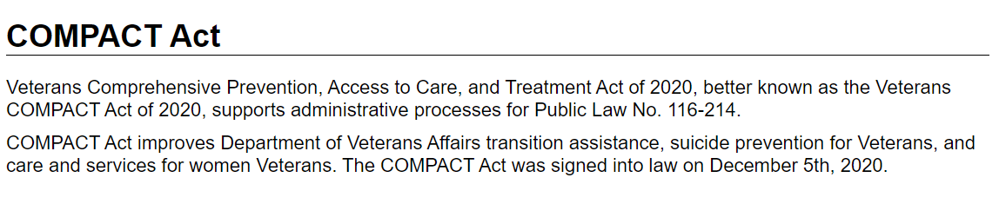 COMPACT Act
Veterans Comprehensive Prevention, Access to Care, and Treatment Act of 2020, better known as the Veterans
COMPACT Act of 2020, supports administrative processes for Public Law No. 116-214.
COMPACT Act improves Department of Veterans Affairs transition assistance, suicide prevention for Veterans, and
care and services for women Veterans. The COMPACT Act was signed into law on December 5th, 2020.